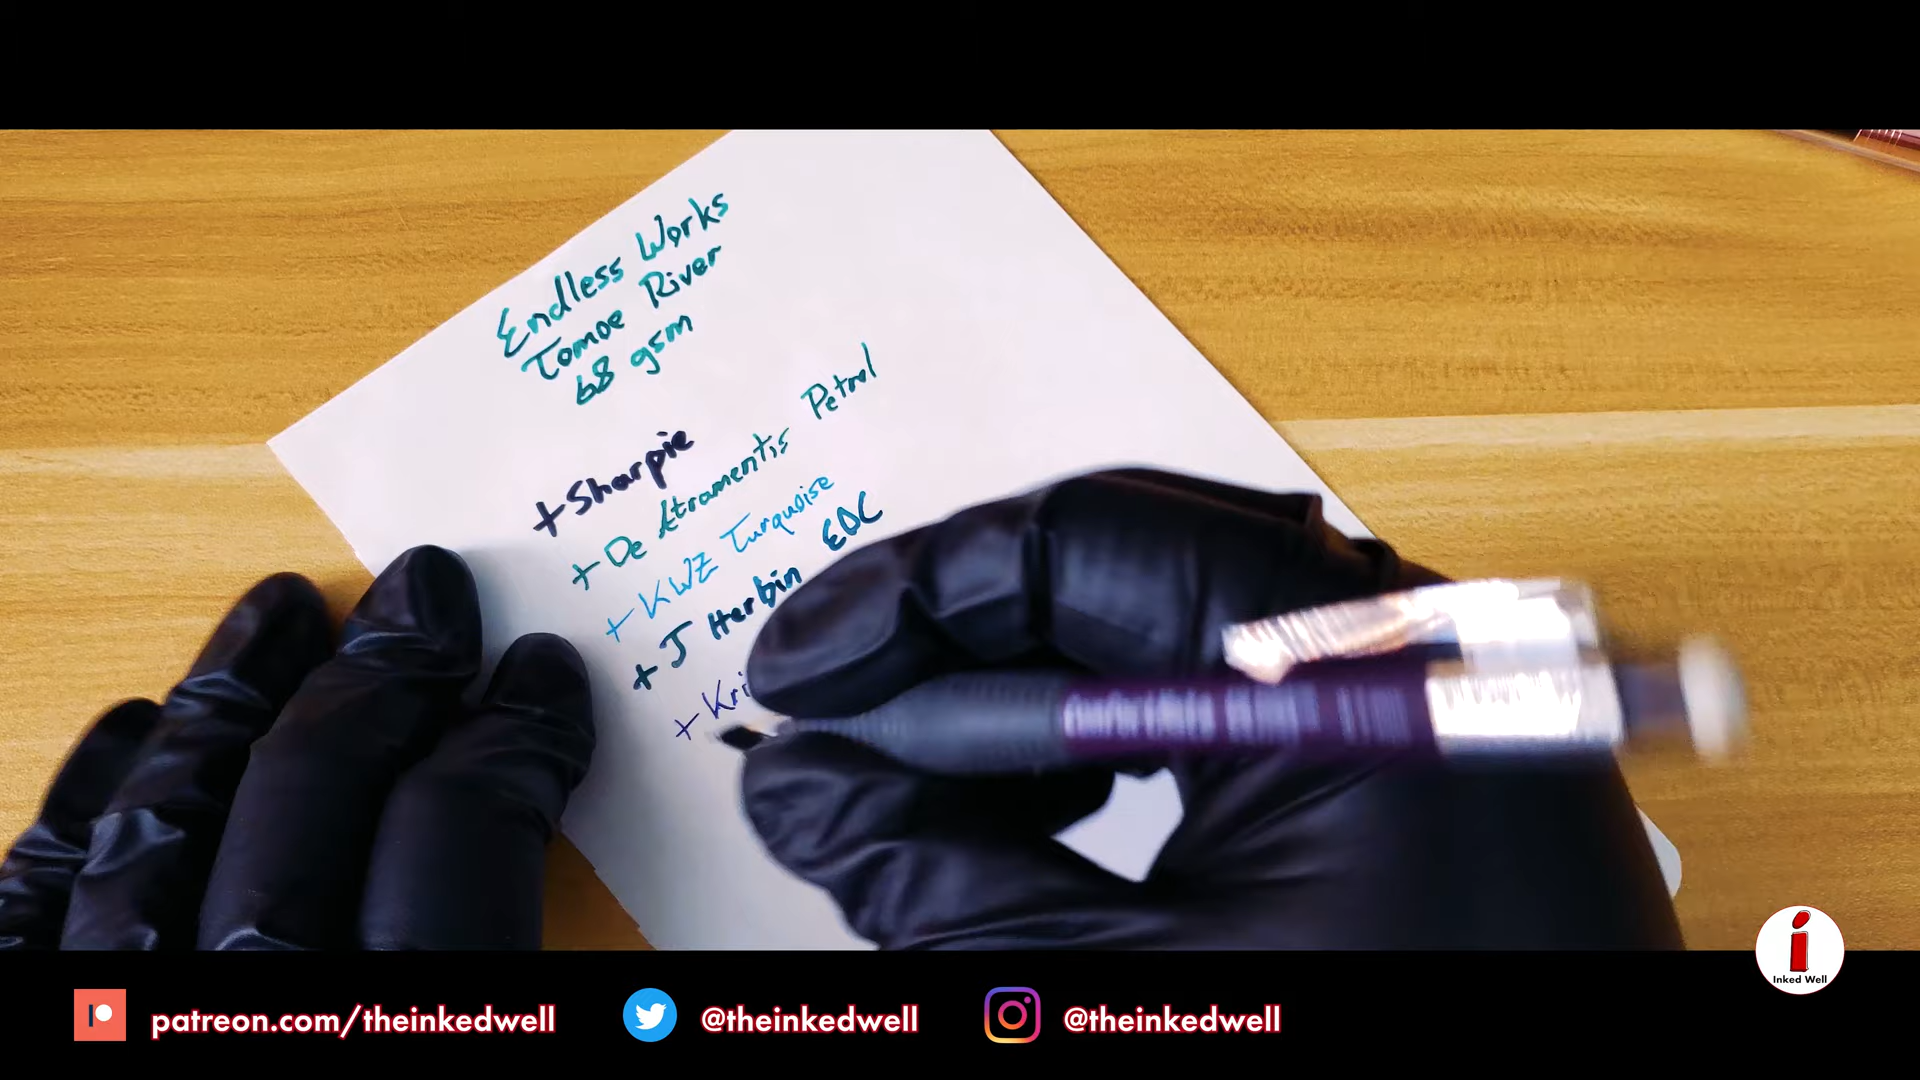 Endless Works
Tomoe River
68 gsm
+ Sharpie
+ De Atramentis Petrol
+ KWZ Turquoise
+ J Herbin EDC
+ Kri
i
Inked Well
patreon.com/theinkedwell
@theinkedwell
@theinkedwell